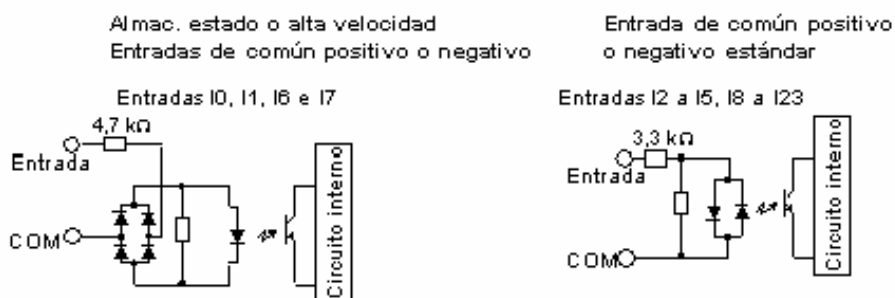 Almac. estado o alta velocidad
Entradas de común positivo o negativo
Entradas I0, I1, I6 e I7
4,7 kΩ
Entrada
COM
Circuito interno
Entrada de común positivo
o negativo estándar
Entradas I2 a I5, I8 a I23
3,3 kΩ
Entrada
COM
Circuito interno